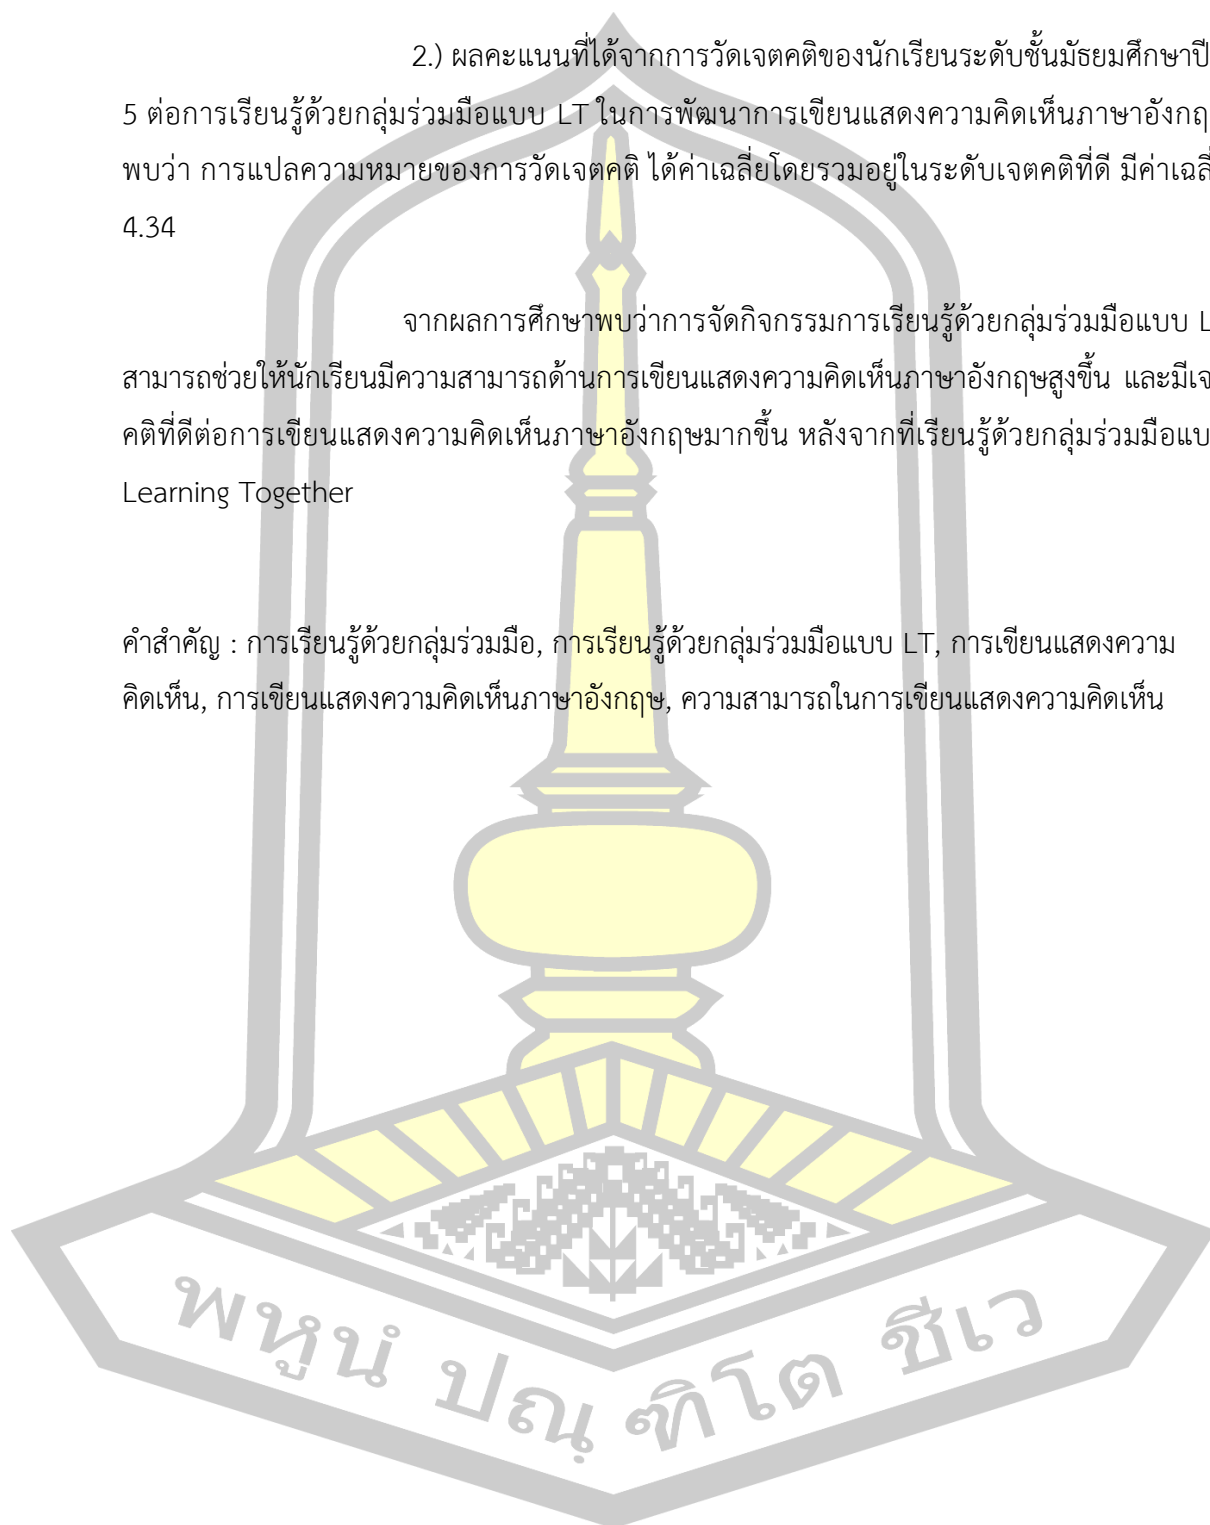 2.) ผลคะแนนที่ได้จากการวัดเจตคติของนักเรียนระดับชั้นมัธยมศึกษาปี
5 ต่อการเรียนรู้ด้วยกลุ่มร่วมมือแบบ LT ในการพัฒนาการเขียนแสดงความคิดเห็นภาษาอังกฤ
พบว่า การแปลความหมายของการวัดเจตคติ ได้ค่าเฉลี่ยโดยรวมอยู่ในระดับเจตคติที่ดี มีค่าเฉลี่
4.34
จากผลการศึกษาพบว่าการจัดกิจกรรมการเรียนรู้ด้วยกลุ่มร่วมมือแบบ L
สามารถช่วยให้นักเรียนมีความสามารถด้านการเขียนแสดงความคิดเห็นภาษาอังกฤษสูงขึ้น และมีเจ
คติที่ดีต่อการเขียนแสดงความคิดเห็นภาษาอังกฤษมากขึ้น หลังจากที่เรียนรู้ด้วยกลุ่มร่วมมือแบ
Learning Together
คำสำคัญ : การเรียนรู้ด้วยกลุ่มร่วมมือ, การเรียนรู้ด้วยกลุ่มร่วมมือแบบ LT, การเขียนแสดงความ
คิดเห็น, การเขียนแสดงความคิดเห็นภาษาอังกฤษ, ความสามารถในการเขียนแสดงความคิดเห็น
พหูนํ ปณฺฑิโต ชีเว